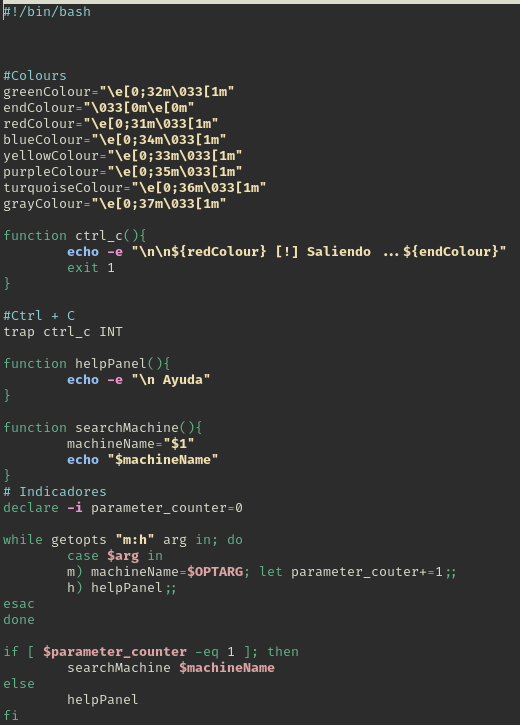 #!/bin/bash
#Colours
greenColour="\e[0;32m\033[1m"
endColour="\033[0m\e[0m"
redColour="\e[0;31m\033[1m"
blueColour="\e[0;34m\033[1m"
yellowColour="\e[0;33m\033[1m"
purpleColour="\e[0;35m\033[1m"
turquoiseColour="\e[0;36m\033[1m"
grayColour="\e[0;37m\033[1m"
function ctrl_c(){
echo -e "\n\n${redColour} [!] Saliendo ...${endColour}"
exit 1
}
#Ctrl + C
trap ctrl_c INT
function helpPanel(){
echo -e "\n Ayuda"
}
function searchMachine(){
machineName="$1"
echo "$machineName"
}
# Indicadores
declare -i parameter_counter=0
while getopts "m:h" arg in; do
case $arg in
m) machineName=$OPTARG; let parameter_couter+=1;;
h) helpPanel;;
esac
done
if [ $parameter_counter -eq 1 ]; then
searchMachine $machineName
else
helpPanel
fi